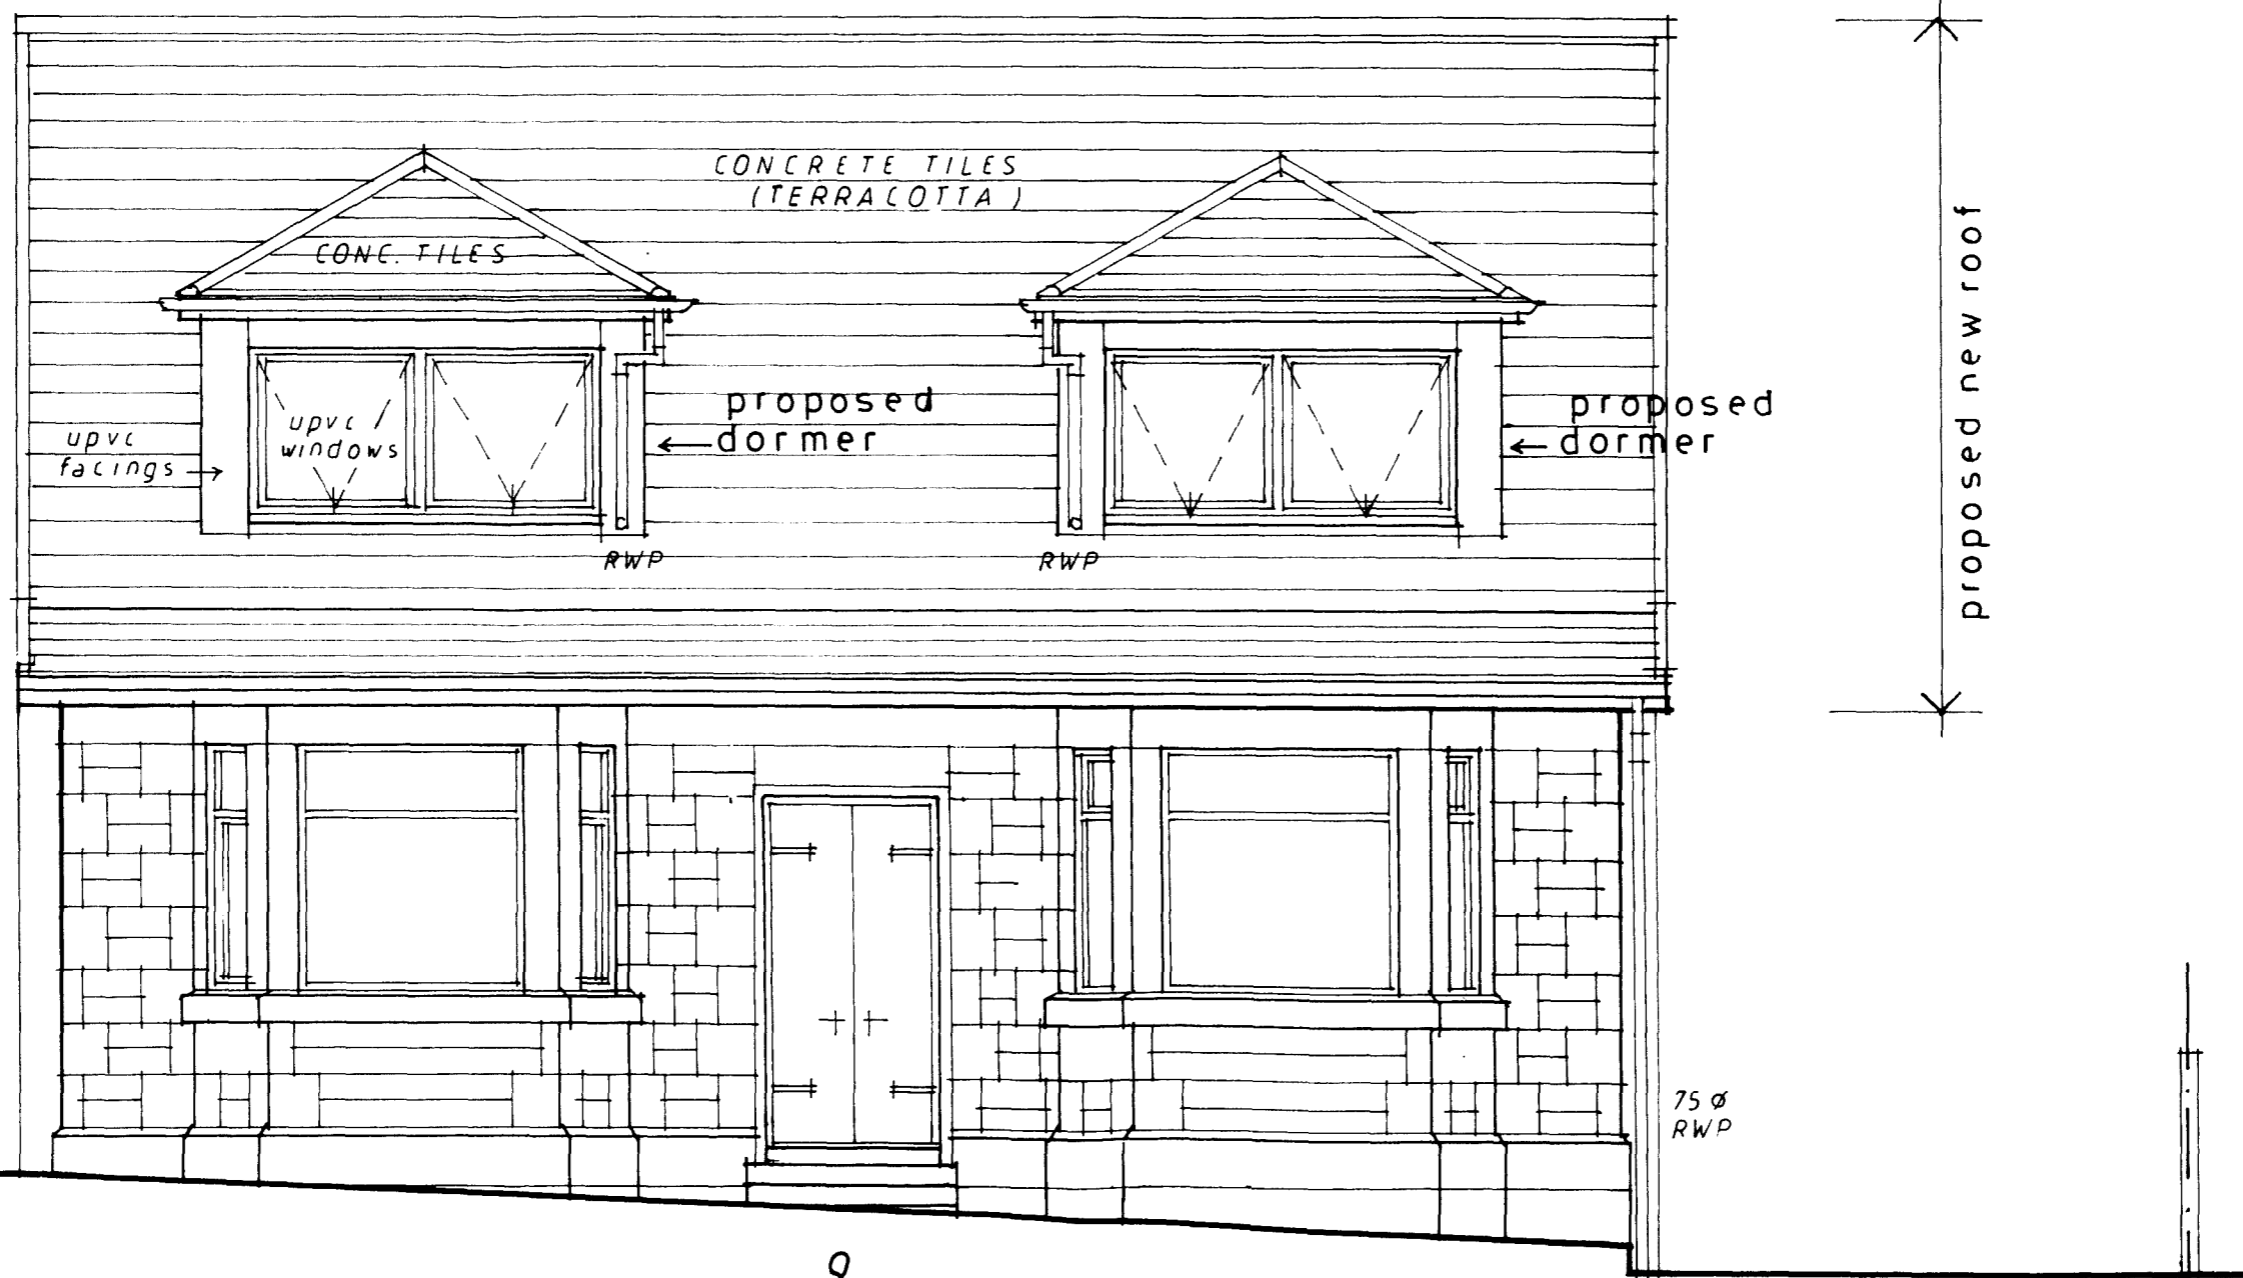 CONCRETE TILES
(TERRACOTTA)
CONC. TILES
proposed new roof
proposed
dormer
proposed
dormer
upvc
windows
upvc
facings
RWP
RWP
75 Ø
RWP